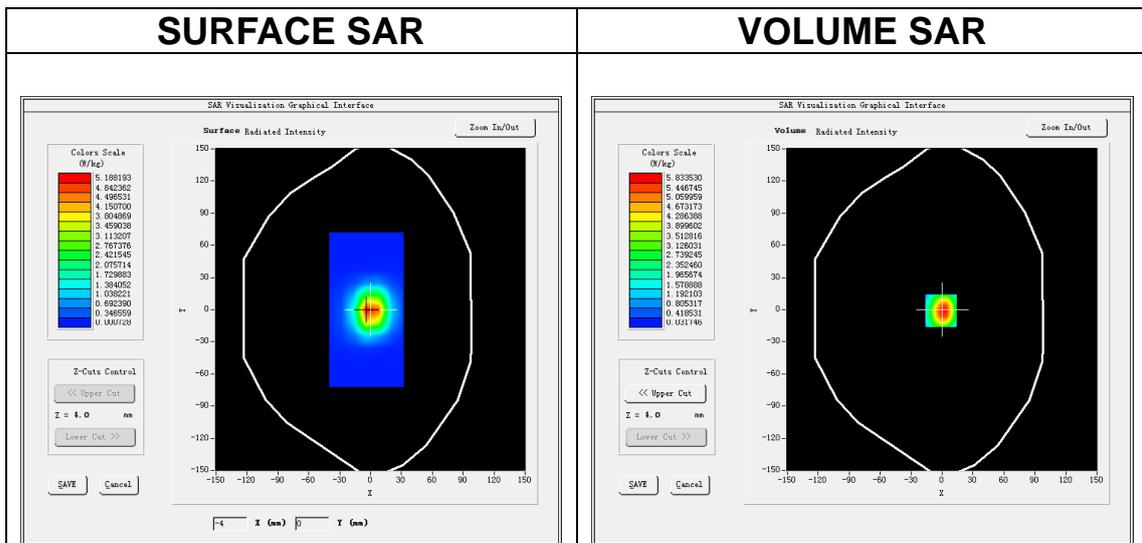 SURFACE SAR
VOLUME SAR
SAR Visualisation Graphical Interface
Surface Radiated Intensity
Zoom In/Out
Colors Scale
(W/kg)
5.188193
4.842362
4.496531
4.150700
3.804869
3.459038
3.113207
2.767376
2.421545
2.075714
1.729883
1.384052
1.038221
0.692390
0.346559
0.000728
Z-Cuts Control
<< Upper Cut
Z = 4.0 mm
Lower Cut >>
SAVE Cancel
150
120
90
60
30
0
-30
-60
-90
-120
-150
Y
-150 -120 -90 -60 -30 0 30 60 90 120 150
X
-4 X (mm) 0 Y (mm)
SAR Visualisation Graphical Interface
Volume Radiated Intensity
Zoom In/Out
Colors Scale
(W/kg)
5.833530
5.446745
5.059959
4.673173
4.286388
3.899602
3.512816
3.126031
2.739245
2.352460
1.965674
1.578888
1.192103
0.805317
0.418531
0.031746
Z-Cuts Control
<< Upper Cut
Z = 4.0 mm
Lower Cut >>
SAVE Cancel
150
120
90
60
30
0
-30
-60
-90
-120
-150
Y
-150 -120 -90 -60 -30 0 30 60 90 120 150
X